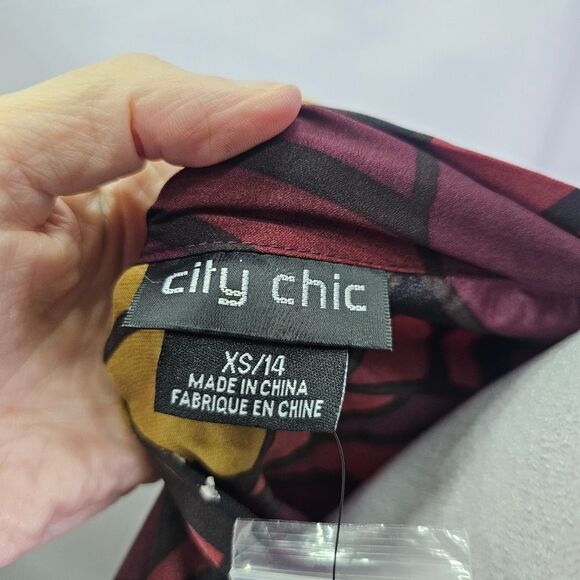 city chic
XS/14
MADE IN CHINA
FABRIQUE EN CHINE